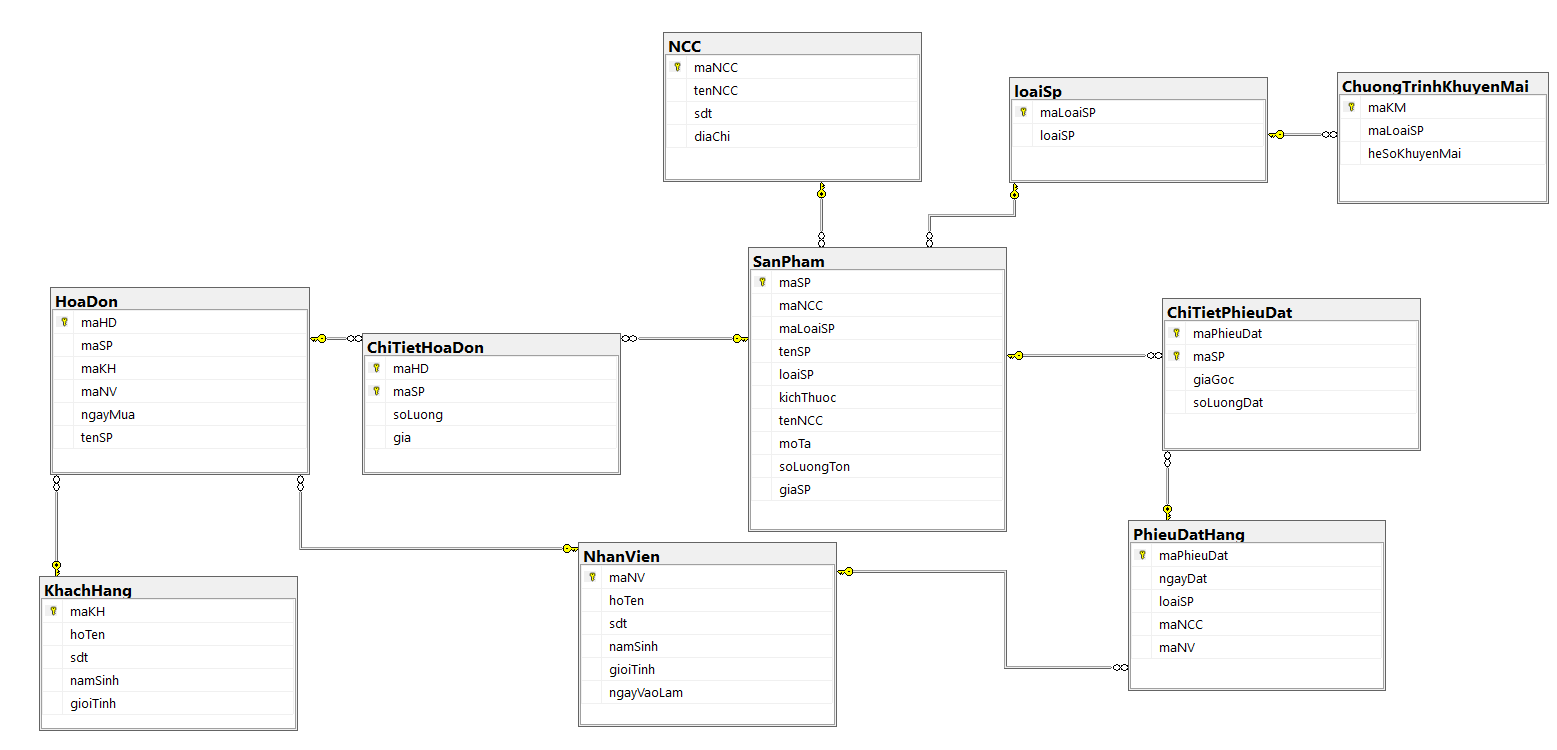 NCC
maNCC
tenNCC
sdt
diaChi
loaiSp
maLoaiSP
loaiSP
ChuongTrinhKhuyenMai
maKM
maLoaiSP
heSoKhuyenMai
HoaDon
maHD
maSP
maKH
maNV
ngayMua
tenSP
ChiTietHoaDon
maHD
maSP
soLuong
gia
SanPham
maSP
maNCC
maLoaiSP
tenSP
loaiSP
kichThuoc
tenNCC
moTa
soLuongTon
giaSP
ChiTietPhieuDat
maPhieuDat
maSP
giaGoc
soLuongDat
KhachHang
maKH
hoTen
sdt
namSinh
gioiTinh
NhanVien
maNV
hoTen
sdt
namSinh
gioiTinh
ngayVaoLam
PhieuDatHang
maPhieuDat
ngayDat
loaiSP
maNCC
maNV